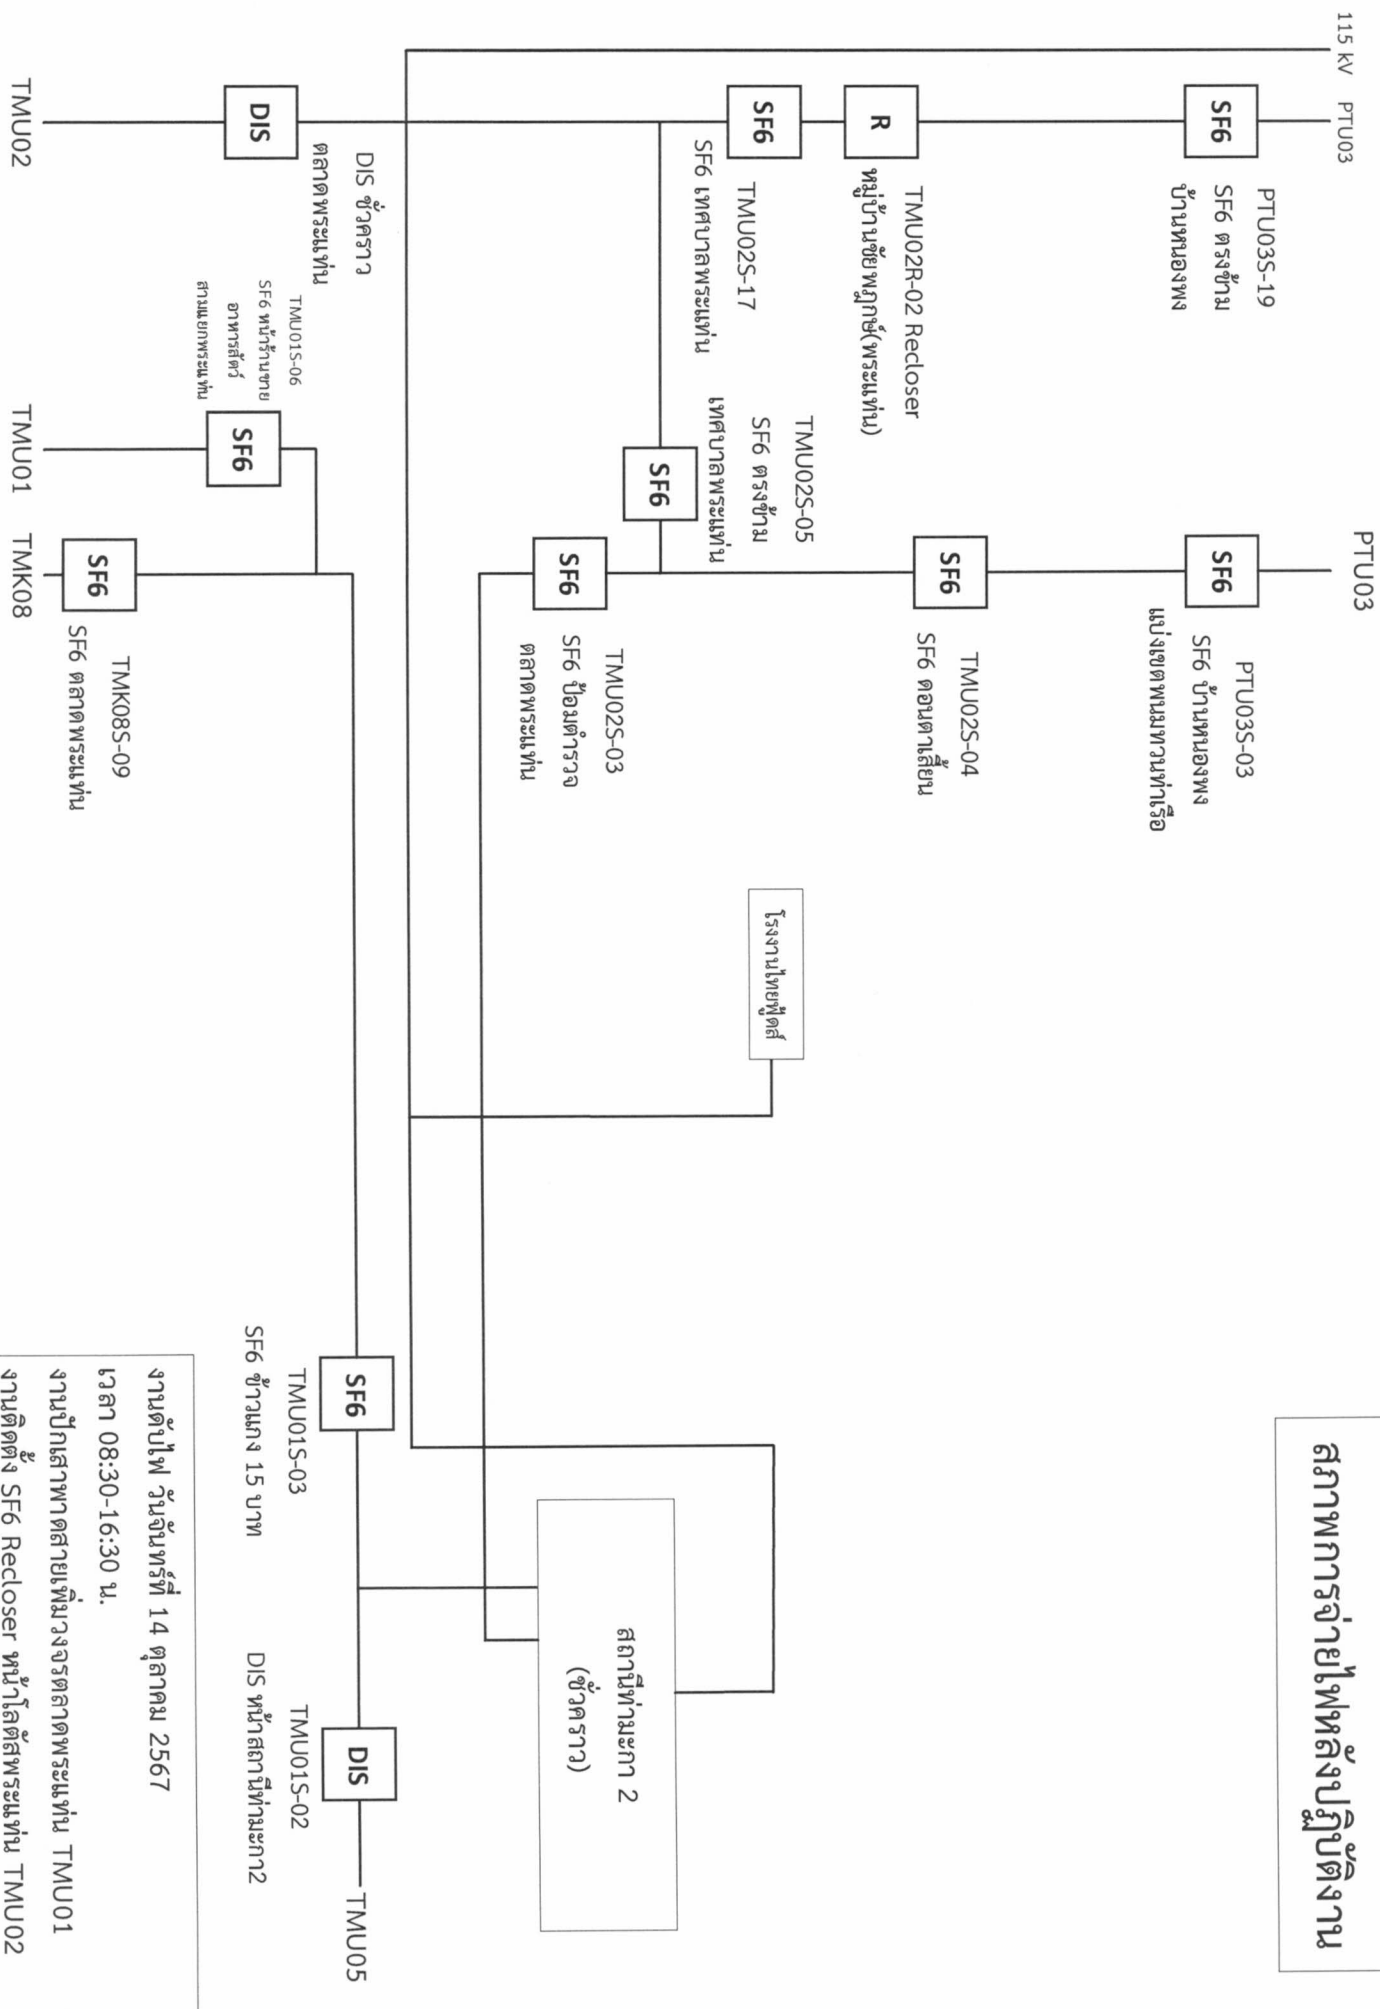 สภาพการจ่ายไฟหลังปฏิบัติงาน
115 kV
PTU03
PTU03
SF6
PTU03S-19
SF6 ตรงข้าม
บ้านหนองพง
SF6
PTU03S-03
SF6 บ้านหนองพง
แบ่งเขตพนมทวนท่าเรือ
R
TMU02R-02 Recloser
หมู่บ้านชัยพฤกษ์(พระแท่น)
SF6
TMU02S-04
SF6 ดอนตาเสี้ยน
SF6
TMU02S-17
SF6 เทศบาลพระแท่น
TMU02S-05
SF6 ตรงข้าม
เทศบาลพระแท่น
SF6
โรงงานไทยฟู้ดส์
SF6
TMU02S-03
SF6 ป้อมตำรวจ
ตลาดพระแท่น
สถานีท่ามะกา 2
(ชั่วคราว)
DIS
DIS ชั่วคราว
ตลาดพระแท่น
TMU01S-06
SF6 หน้าร้านขาย
อาหารสัตว์
สามแยกพระแท่น
SF6
SF6
TMK08S-09
SF6 ตลาดพระแท่น
SF6
TMU01S-03
SF6 ข้าวแกง 15 บาท
DIS
TMU01S-02
DIS หน้าสถานีท่ามะกา2
TMU05
TMU02
TMU01
TMK08
งานดับไฟ วันจันทร์ที่ 14 ตุลาคม 2567
เวลา 08:30-16:30 น.
งานปักเสาพาดสายเพิ่มวงจรตลาดพระแท่น TMU01
งานติดตั้ง SF6 Recloser หน้าโลตัสพระแท่น TMU02